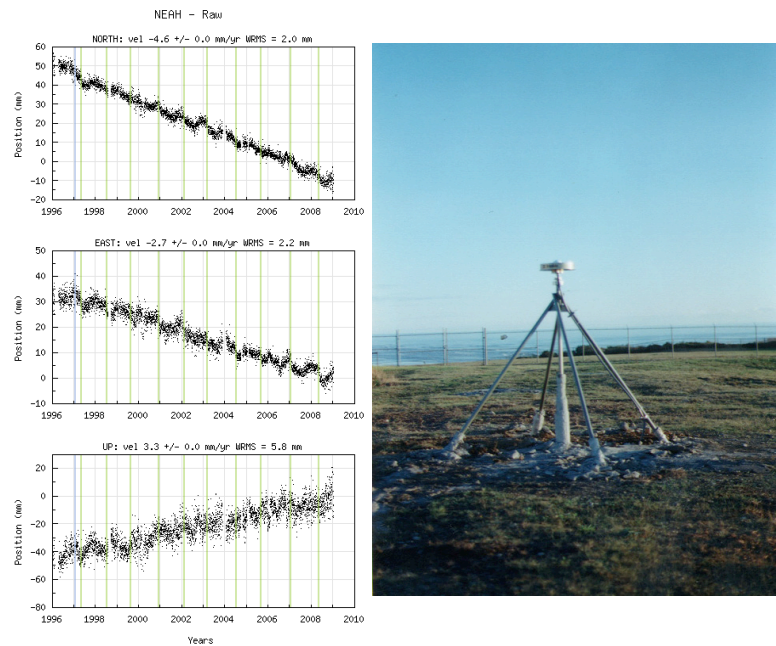 NEAH - Raw
NORTH: vel -4.6 +/- 0.0 mm/yr WRMS = 2.0 mm
60
50
40
30
20
10
0
-10
-20
Position (mm)
1996 1998 2000 2002 2004 2006 2008 2010
EAST: vel -2.7 +/- 0.0 mm/yr WRMS = 2.2 mm
50
40
30
20
10
0
-10
Position (mm)
1996 1998 2000 2002 2004 2006 2008 2010
UP: vel 3.3 +/- 0.0 mm/yr WRMS = 5.8 mm
20
0
-20
-40
-60
-80
Position (mm)
1996 1998 2000 2002 2004 2006 2008 2010
Years